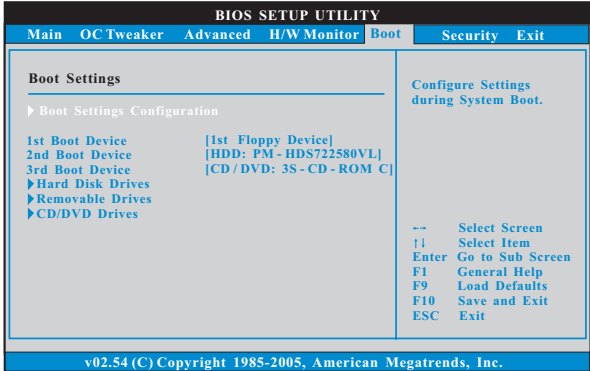 BIOS SETUP UTILITY
Main OC Tweaker Advanced H/W Monitor Boot Security Exit
Boot Settings
Boot Settings Configuration
1st Boot Device [1st Floppy Device]
2nd Boot Device [HDD: PM - HDS722580VL]
3rd Boot Device [CD / DVD: 3S - CD - ROM C]
Hard Disk Drives
Removable Drives
CD/DVD Drives
Configure Settings
during System Boot.
←→ Select Screen
↑↓ Select Item
Enter Go to Sub Screen
F1 General Help
F9 Load Defaults
F10 Save and Exit
ESC Exit
v02.54 (C) Copyright 1985-2005, American Megatrends, Inc.